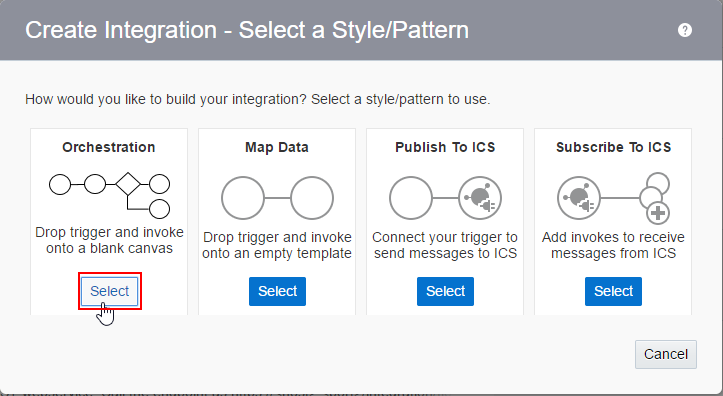 Create Integration - Select a Style/Pattern
?
How would you like to build your integration? Select a style/pattern to use.
Orchestration
Drop trigger and invoke
onto a blank canvas
Select
Map Data
Drop trigger and invoke
onto an empty template
Select
Publish To ICS
Connect your trigger to
send messages to ICS
Select
Subscribe To ICS
Add invokes to receive
messages from ICS
Select
Cancel